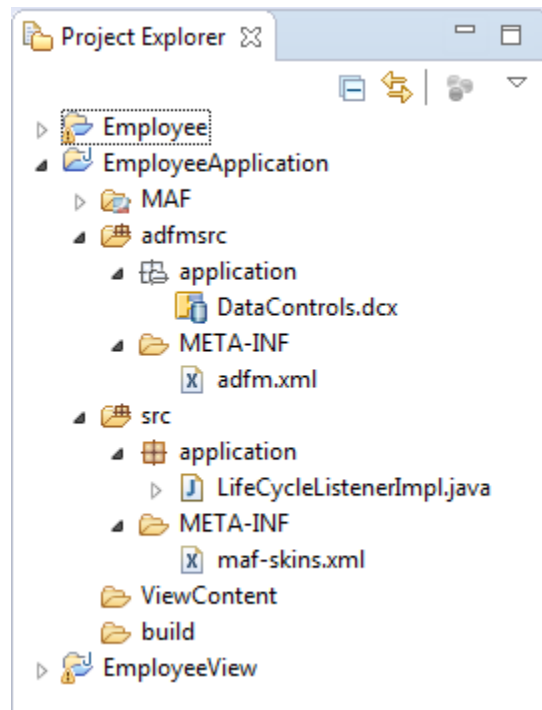 Project Explorer
Employee
EmployeeApplication
MAF
adfmsrc
application
DataControls.dcx
META-INF
adfm.xml
src
application
LifeCycleListenerImpl.java
META-INF
maf-skins.xml
ViewContent
build
EmployeeView